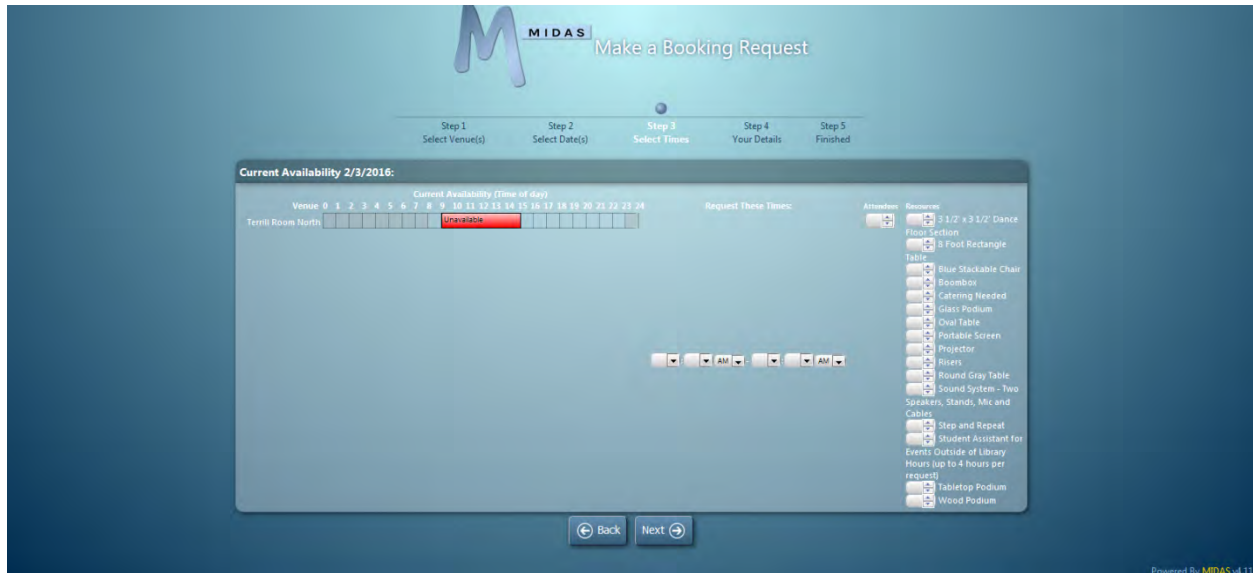 MIDAS
Make a Booking Request
Step 1
Select Venue(s)
Step 2
Select Date(s)
Step 3
Select Times
Step 4
Your Details
Step 5
Finished
Current Availability 2/3/2016:
Current Availability (Time of day)
Venue 0 1 2 3 4 5 6 7 8 9 10 11 12 13 14 15 16 17 18 19 20 21 22 23 24
Request These Times:
Attendees
Resources
Terrill Room North
Unavailable
AM
-
AM
3 1/2' x 3 1/2' Dance
Floor Section
8 Foot Rectangle
Table
Blue Stackable Chair
Boombox
Catering Needed
Glass Podium
Oval Table
Portable Screen
Projector
Risers
Round Gray Table
Sound System - Two
Speakers, Stands, Mic and
Cables
Step and Repeat
Student Assistant for
Events Outside of Library
Hours (up to 4 hours per
request)
Tabletop Podium
Wood Podium
Back
Next
Powered By MIDAS v4.11